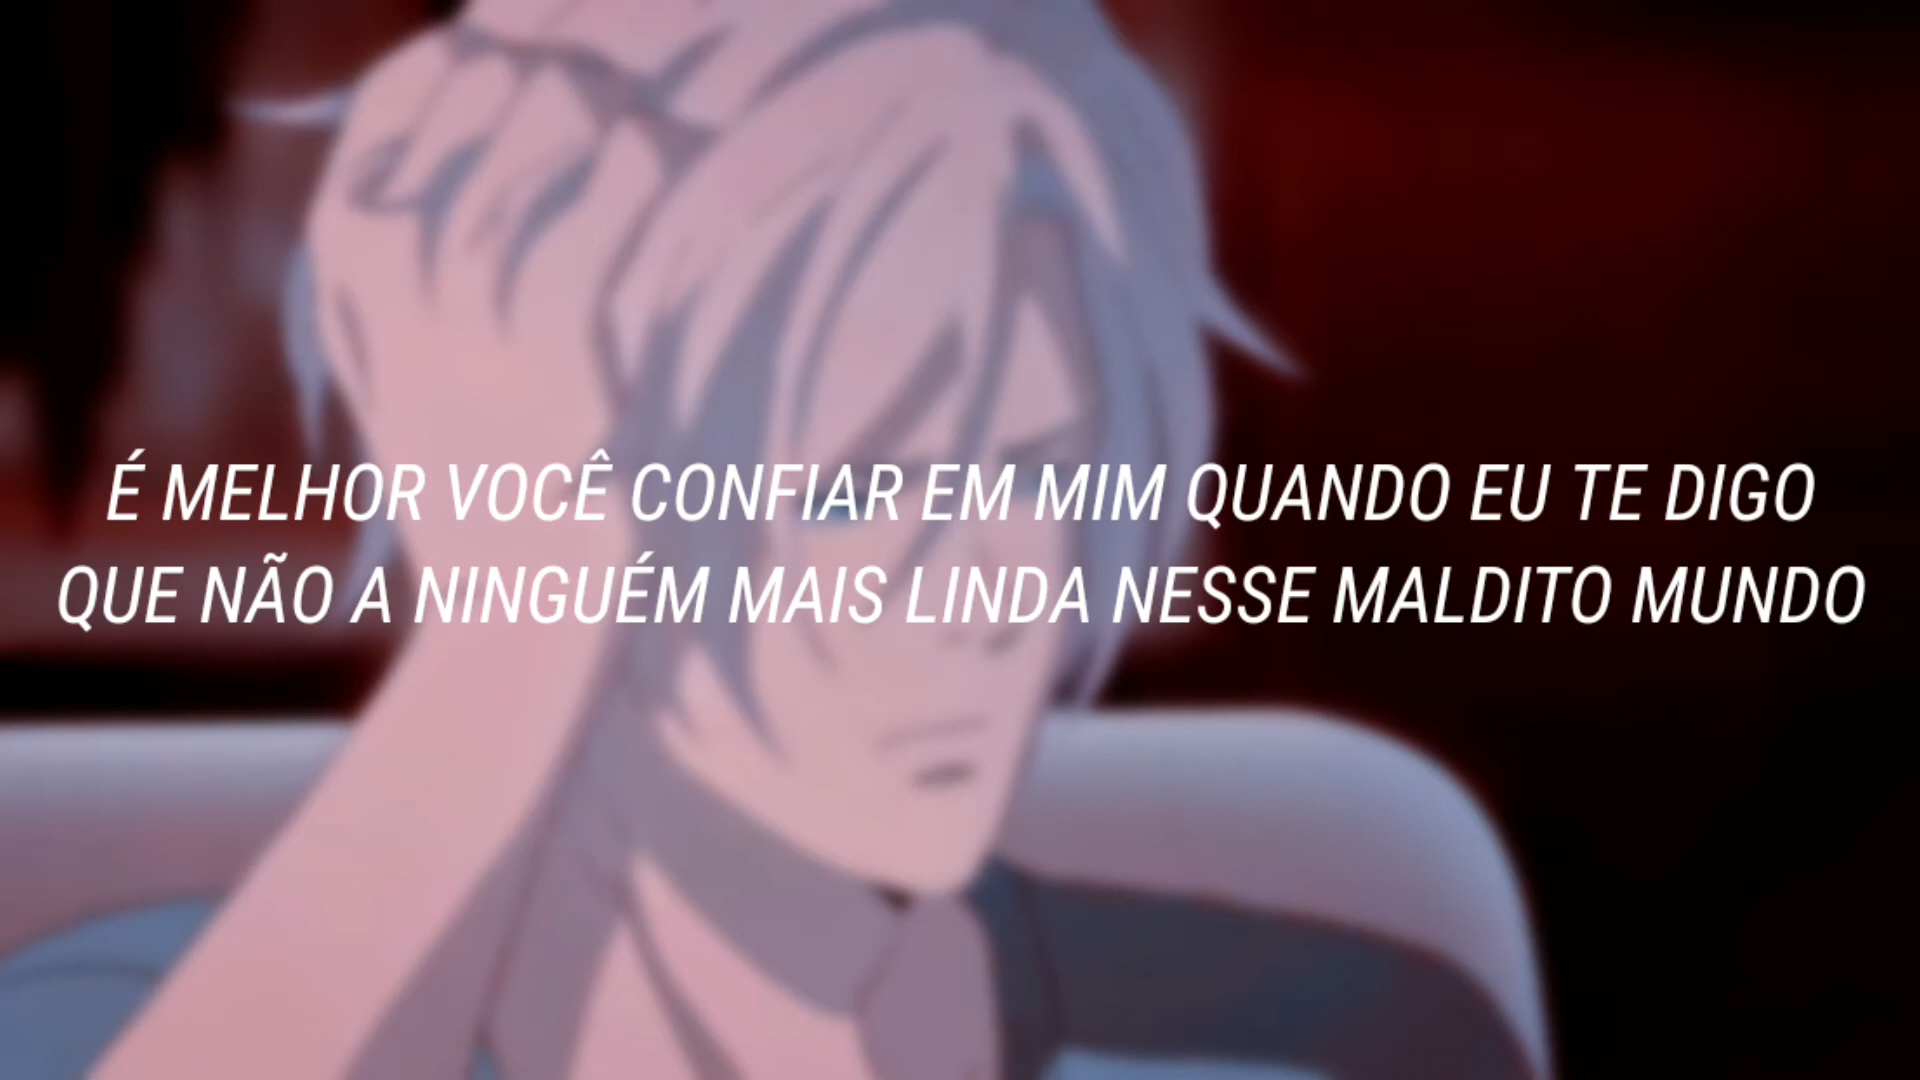 É MELHOR VOCÊ CONFIAR EM MIM QUANDO EU TE DIGO
QUE NÃO A NINGUÉM MAIS LINDA NESSE MALDITO MUNDO